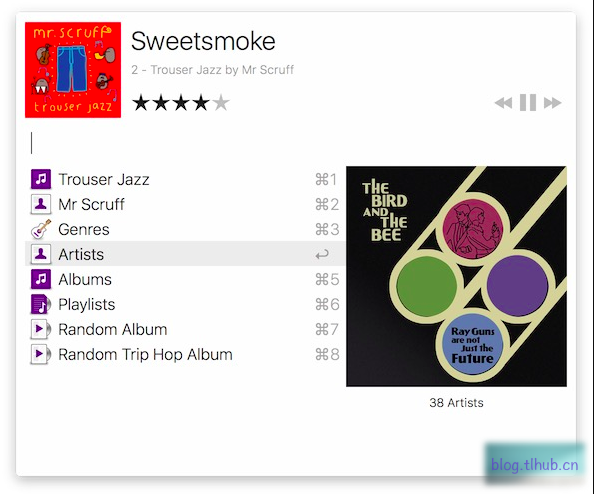 mr. scruff
trouser jazz
Sweetsmoke
2 - Trouser Jazz by Mr Scruff
Trouser Jazz ⌘1
Mr Scruff ⌘2
Genres ⌘3
Artists ↩
Albums ⌘5
Playlists ⌘6
Random Album ⌘7
Random Trip Hop Album ⌘8
THE
BIRD
AND THE
BEE
Ray Guns
are not
Just the
Future
38 Artists
blog.tlhub.cn